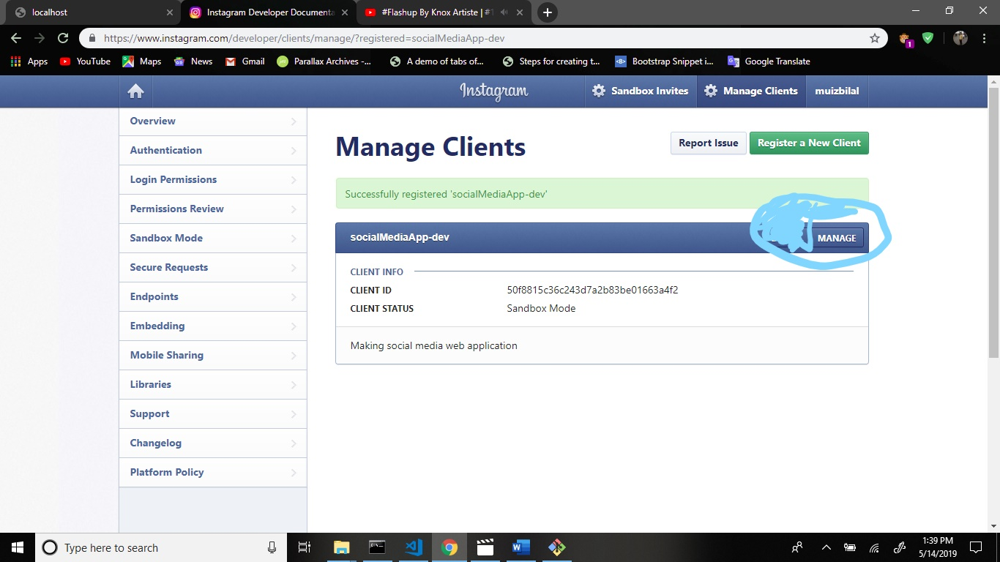 localhost
Instagram Developer Documenta
#Flashup By Knox Artiste | #1
https://www.instagram.com/developer/clients/manage/?registered=socialMediaApp-dev
1
Apps YouTube Maps News Gmail Parallax Archives -... A demo of tabs of... Steps for creating t... Bootstrap Snippet i... Google Translate
Instagram
Sandbox Invites
Manage Clients
muizbilal
Overview
Authentication
Login Permissions
Permissions Review
Sandbox Mode
Secure Requests
Endpoints
Embedding
Mobile Sharing
Libraries
Support
Changelog
Platform Policy
Manage Clients
Report Issue
Register a New Client
Successfully registered 'socialMediaApp-dev'
socialMediaApp-dev
MANAGE
CLIENT INFO
CLIENT ID 50f8815c36c243d7a2b83be01663a4f2
CLIENT STATUS Sandbox Mode
Making social media web application
Type here to search
1:39 PM
5/14/2019